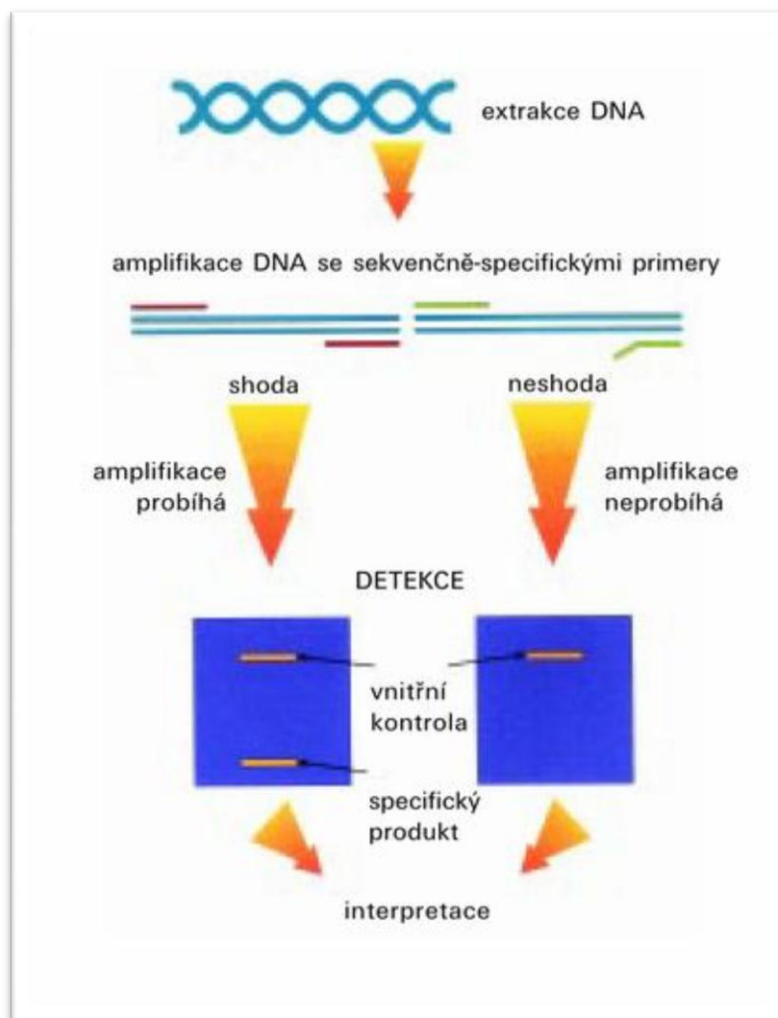 extrakce DNA
amplifikace DNA se sekvenčně-specifickými primery
shoda
neshoda
amplifikace
probíhá
amplifikace
neprobíhá
DETEKCE
vnitřní
kontrola
specifický
produkt
interpretace